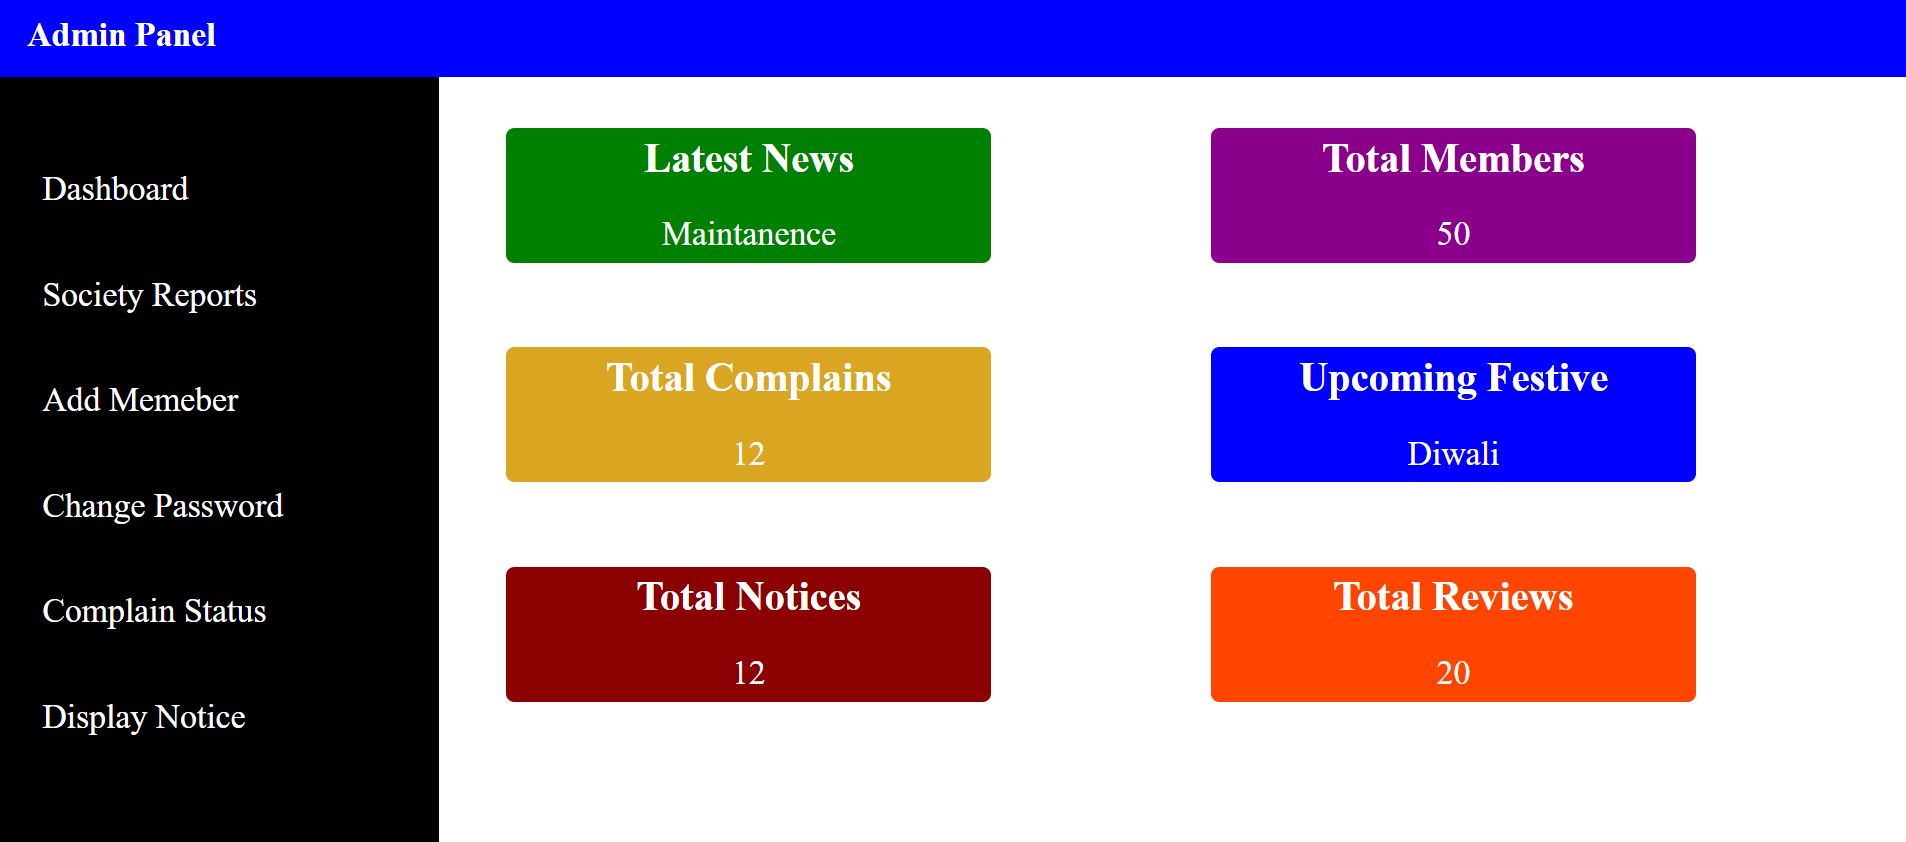 Admin Panel
Dashboard
Society Reports
Add Memeber
Change Password
Complain Status
Display Notice
Latest News
Maintanence
Total Members
50
Total Complains
12
Upcoming Festive
Diwali
Total Notices
12
Total Reviews
20